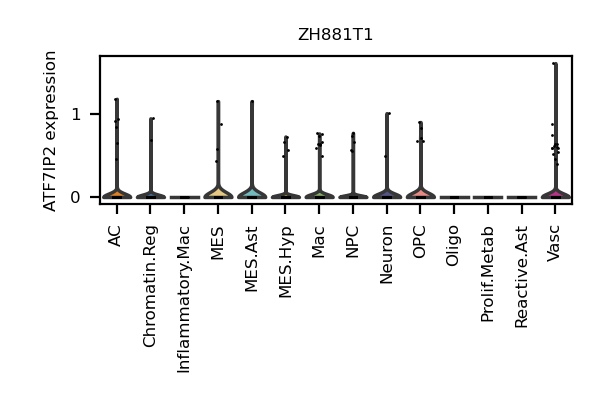 ZH881T1
ATF7IP2 expression
1
0
AC
Chromatin.Reg
Inflammatory.Mac
MES
MES.Ast
MES.Hyp
Mac
NPC
Neuron
OPC
Oligo
Prolif.Metab
Reactive.Ast
Vasc